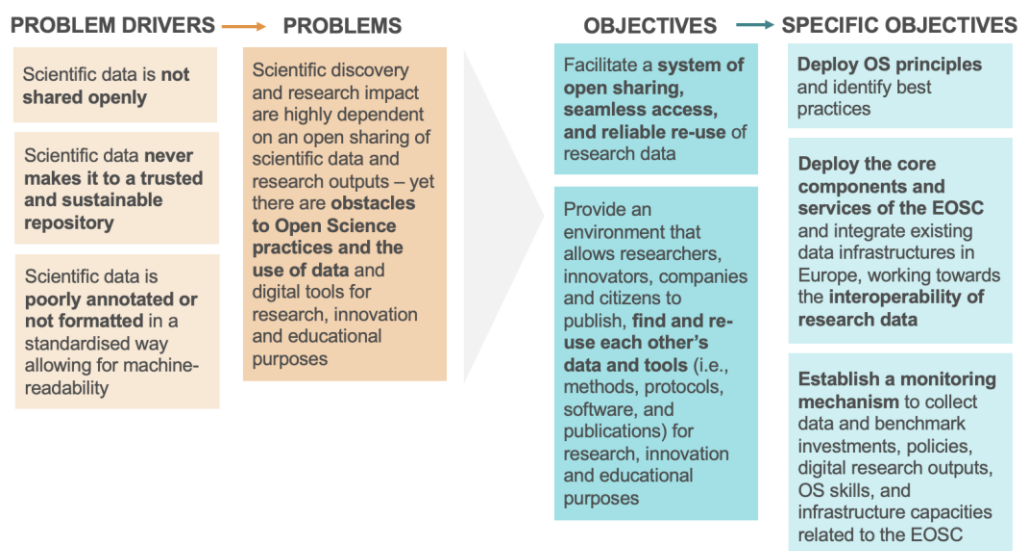 PROBLEM DRIVERS
Scientific data is not
shared openly
Scientific data never
makes it to a trusted
and sustainable
repository
Scientific data is
poorly annotated or
not formatted in a
standardised way
allowing for machine-
readability
PROBLEMS
Scientific discovery
and research impact
are highly dependent
on an open sharing of
scientific data and
research outputs – yet
there are obstacles
to Open Science
practices and the
use of data and
digital tools for
research, innovation
and educational
purposes
OBJECTIVES
Facilitate a system of
open sharing,
seamless access,
and reliable re-use of
research data
Provide an
environment that
allows researchers,
innovators, companies
and citizens to
publish, find and re-
use each other's
data and tools (i.e.,
methods, protocols,
software, and
publications) for
research, innovation
and educational
purposes
SPECIFIC OBJECTIVES
Deploy OS principles
and identify best
practices
Deploy the core
components and
services of the EOSC
and integrate existing
data infrastructures in
Europe, working towards
the interoperability of
research data
Establish a monitoring
mechanism to collect
data and benchmark
investments, policies,
digital research outputs,
OS skills, and
infrastructure capacities
related to the EOSC